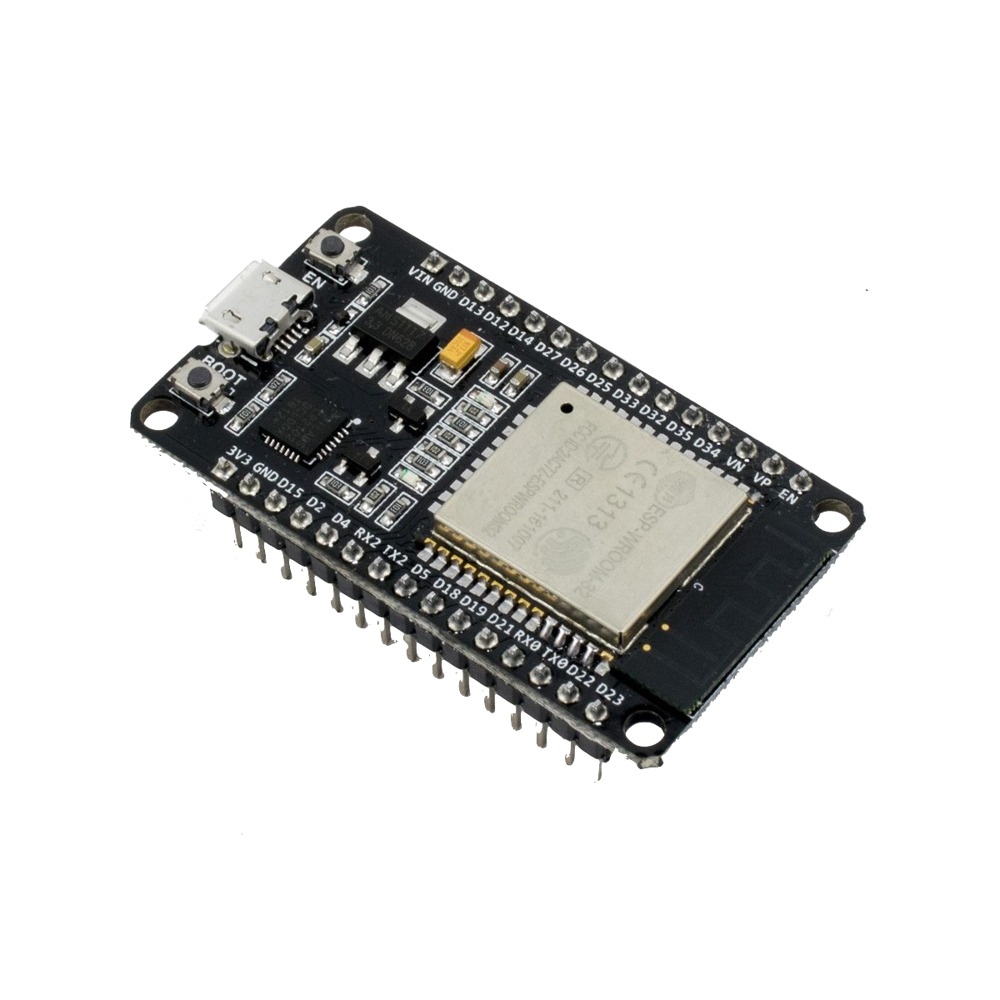 EN
BOOT
VIN GND D13 D12 D14 D27 D26 D25 D33 D32 D35 D34 VN VP EN
AMS1117
3.3 DN628
3V3 GND D15 D2 D4 RX2 TX2 D5 D18 D19 D21 RX0 TX0 D22 D23
ESP-WROOM-32
CE1313
R 211-161007
FCC ID:2AC7Z-ESPWROOM32